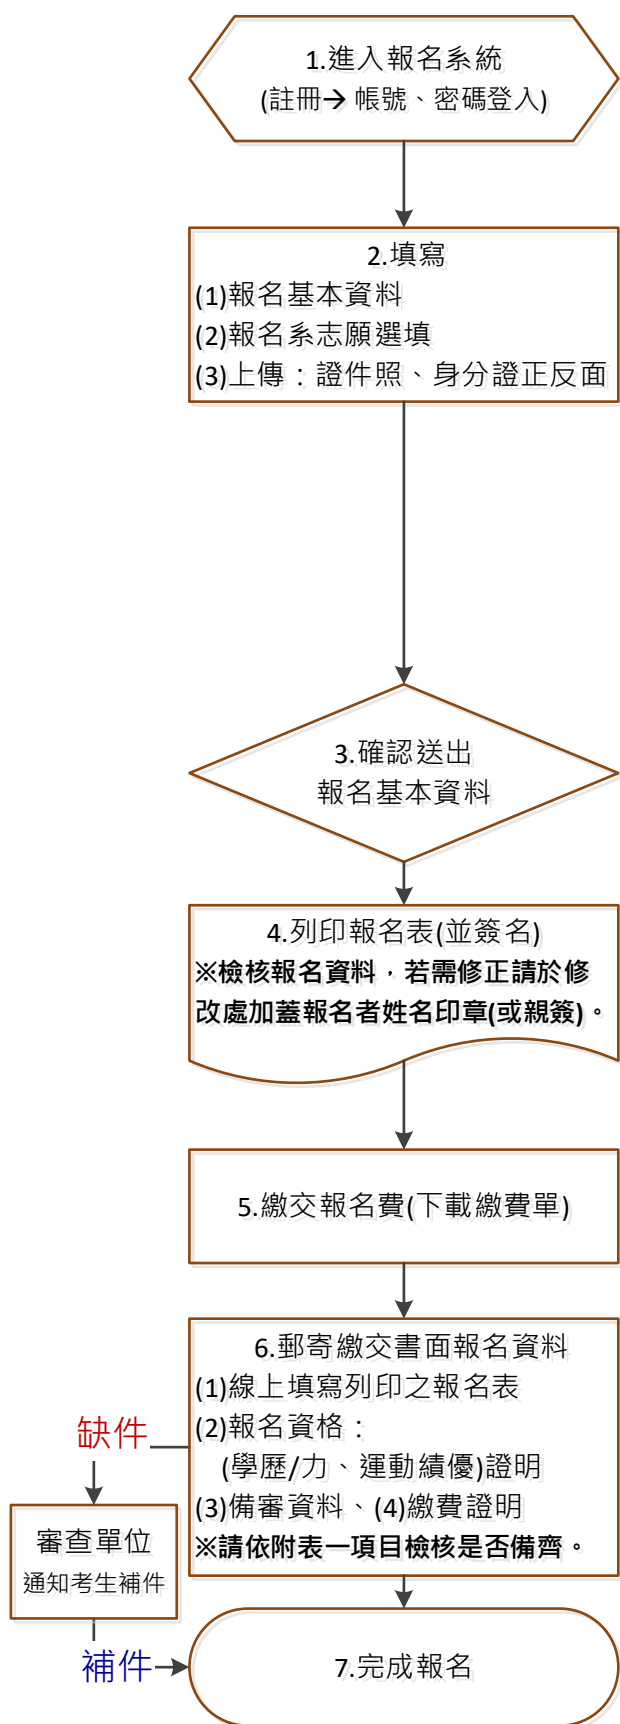 1.進入報名系統
(註冊→ 帳號、密碼登入)
2.填寫
(1)報名基本資料
(2)報名系志願選填
(3)上傳：證件照、身分證正反面
3.確認送出
報名基本資料
4.列印報名表(並簽名)
※檢核報名資料，若需修正請於修
改處加蓋報名者姓名印章(或親簽)。
5.繳交報名費(下載繳費單)
6.郵寄繳交書面報名資料
(1)線上填寫列印之報名表
(2)報名資格：
(學歷/力、運動績優)證明
(3)備審資料、(4)繳費證明
※請依附表一項目檢核是否備齊。
缺件
審查單位
通知考生補件
補件
7.完成報名